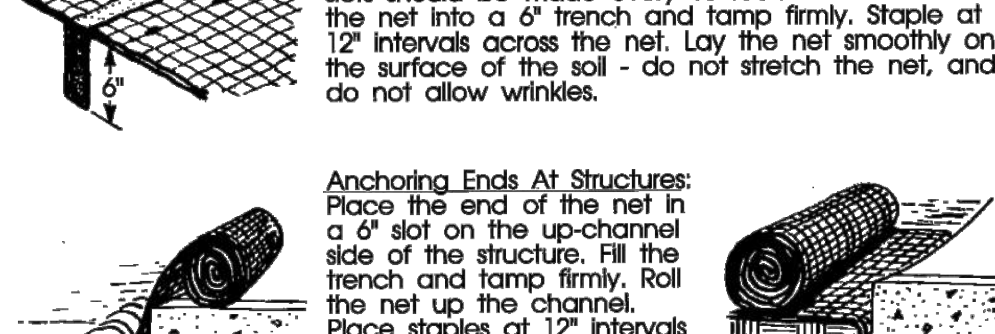 the net into a 6" trench and tamp firmly. Staple at
12" intervals across the net. Lay the net smoothly on
the surface of the soil - do not stretch the net, and
do not allow wrinkles.
6"
Anchoring Ends At Structures:
Place the end of the net in
a 6" slot on the up-channel
side of the structure. Fill the
trench and tamp firmly. Roll
the net up the channel.
Place staples at 12" intervals